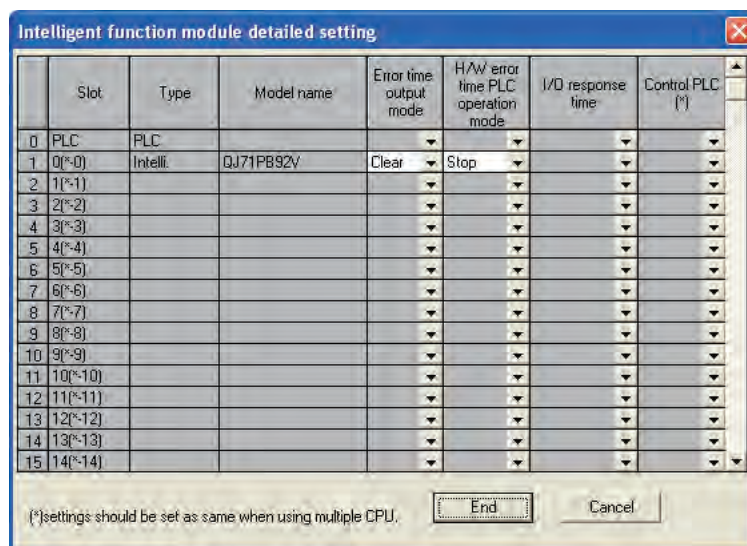 Intelligent function module detailed setting
Slot Type Model name Error time output mode H/W error time PLC operation mode I/O response time Control PLC (*)
0 PLC PLC
1 0(*-0) Intelli. QJ71PB92V Clear Stop
2 1(*-1)
3 2(*-2)
4 3(*-3)
5 4(*-4)
6 5(*-5)
7 6(*-6)
8 7(*-7)
9 8(*-8)
10 9(*-9)
11 10(*-10)
12 11(*-11)
13 12(*-12)
14 13(*-13)
15 14(*-14)
(*)settings should be set as same when using multiple CPU. End Cancel